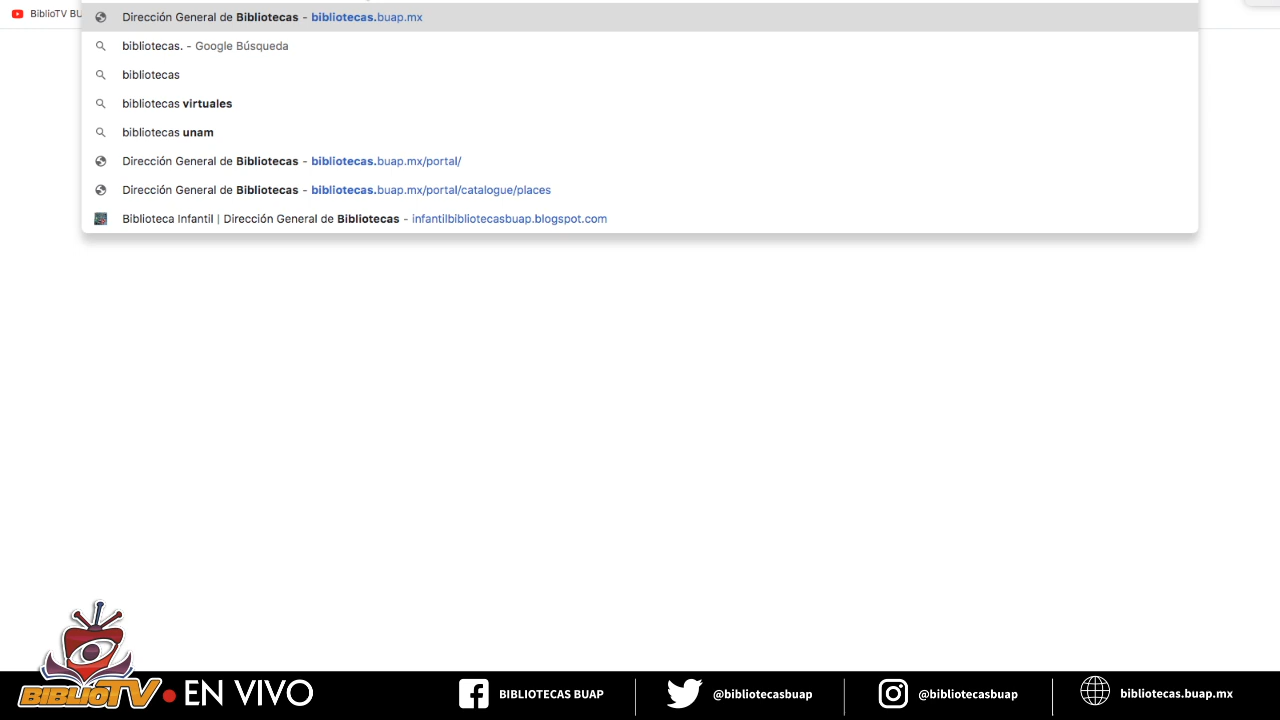 BiblioTV BU
Dirección General de Bibliotecas - bibliotecas.buap.mx
bibliotecas. - Google Búsqueda
bibliotecas
bibliotecas virtuales
bibliotecas unam
Dirección General de Bibliotecas - bibliotecas.buap.mx/portal/
Dirección General de Bibliotecas - bibliotecas.buap.mx/portal/catalogue/places
Biblioteca Infantil | Dirección General de Bibliotecas - infantilbibliotecasbuap.blogspot.com
BIBLIOTV EN VIVO
BIBLIOTECAS BUAP
@bibliotecasbuap
@bibliotecasbuap
bibliotecas.buap.mx